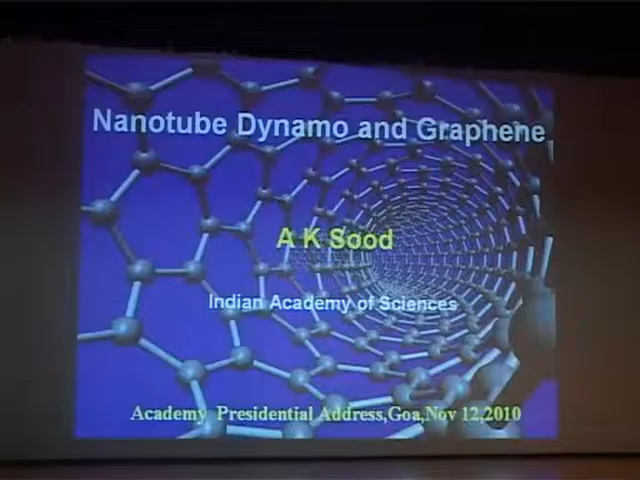 Nanotube Dynamo and Graphene
A K Sood
Indian Academy of Sciences
Academy Presidential Address,Goa,Nov 12,2010